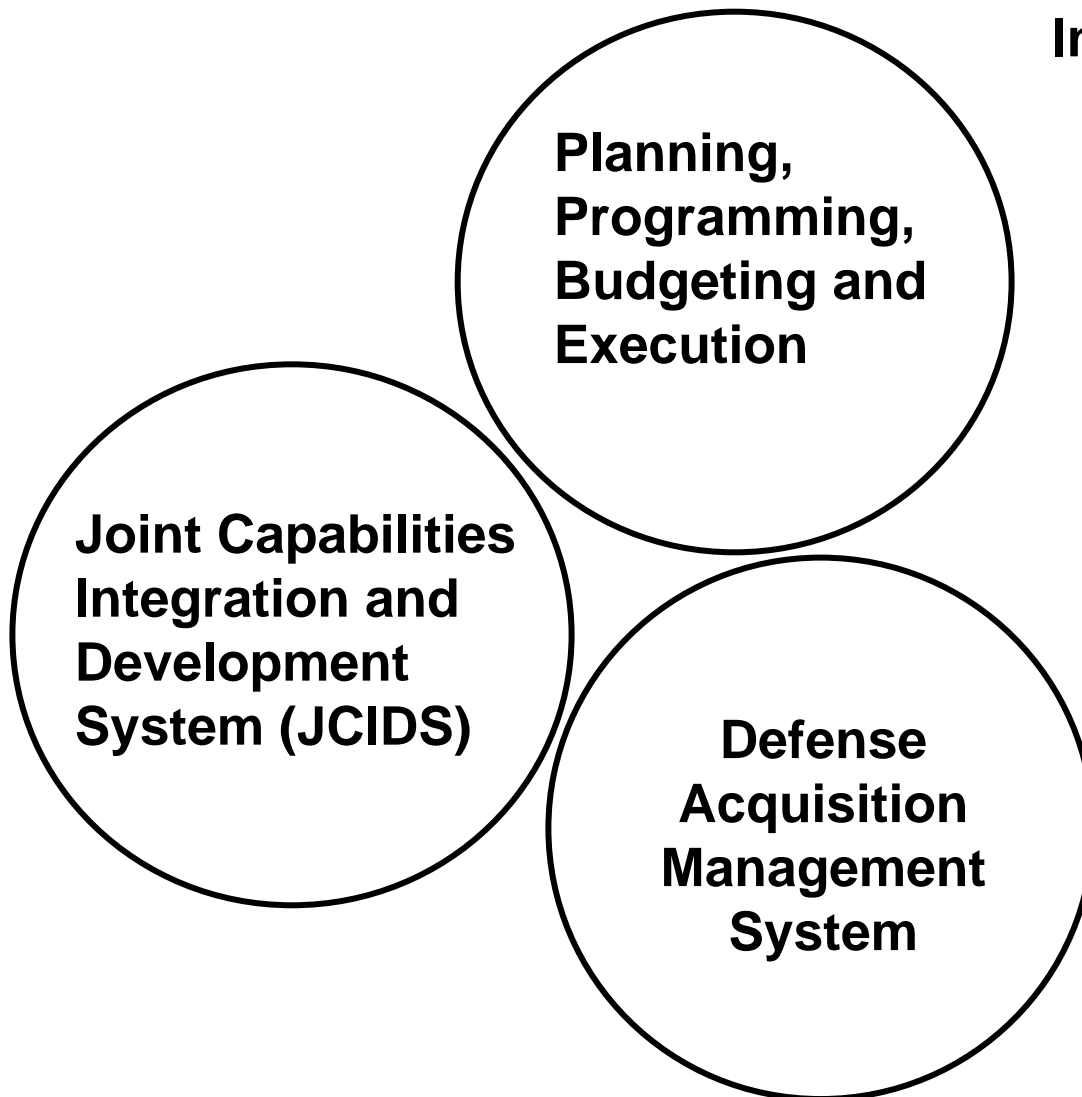 Planning,
Programming,
Budgeting and
Execution
Joint Capabilities
Integration and
Development
System (JCIDS)
Defense
Acquisition
Management
System